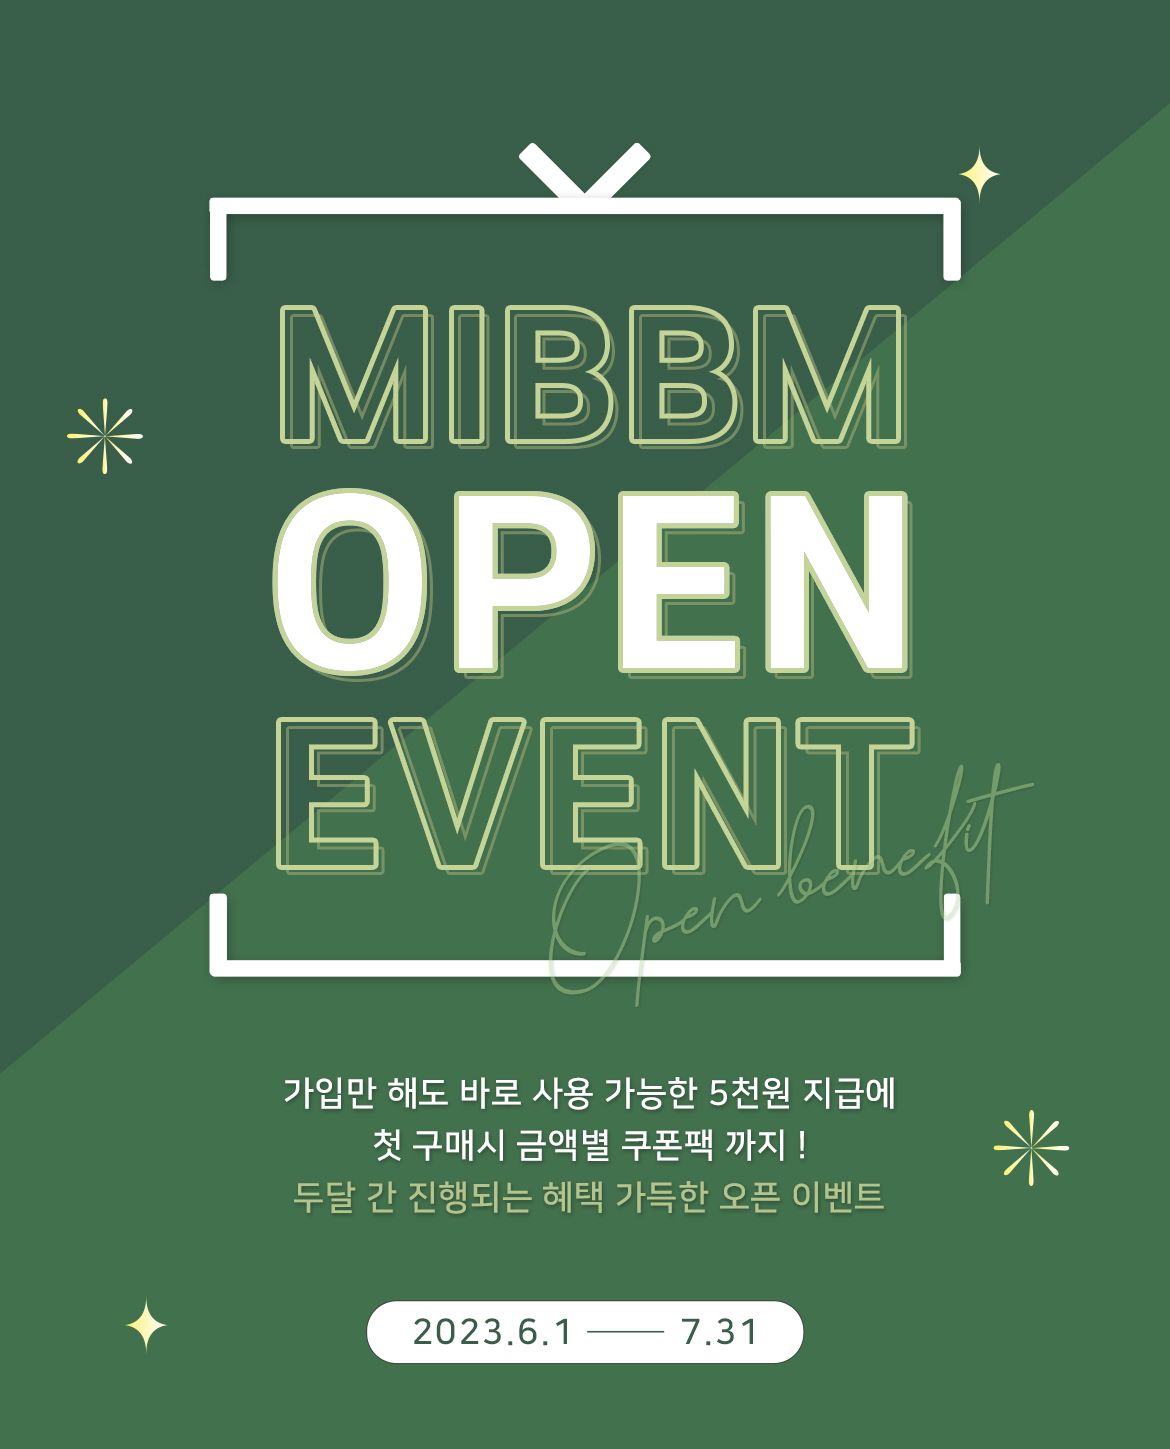 MIBBM
OPEN
EVENT
Open benefit
가입만 해도 바로 사용 가능한 5천원 지급에
첫 구매시 금액별 쿠폰팩 까지 !
두달 간 진행되는 혜택 가득한 오픈 이벤트
2023.6.1 — 7.31